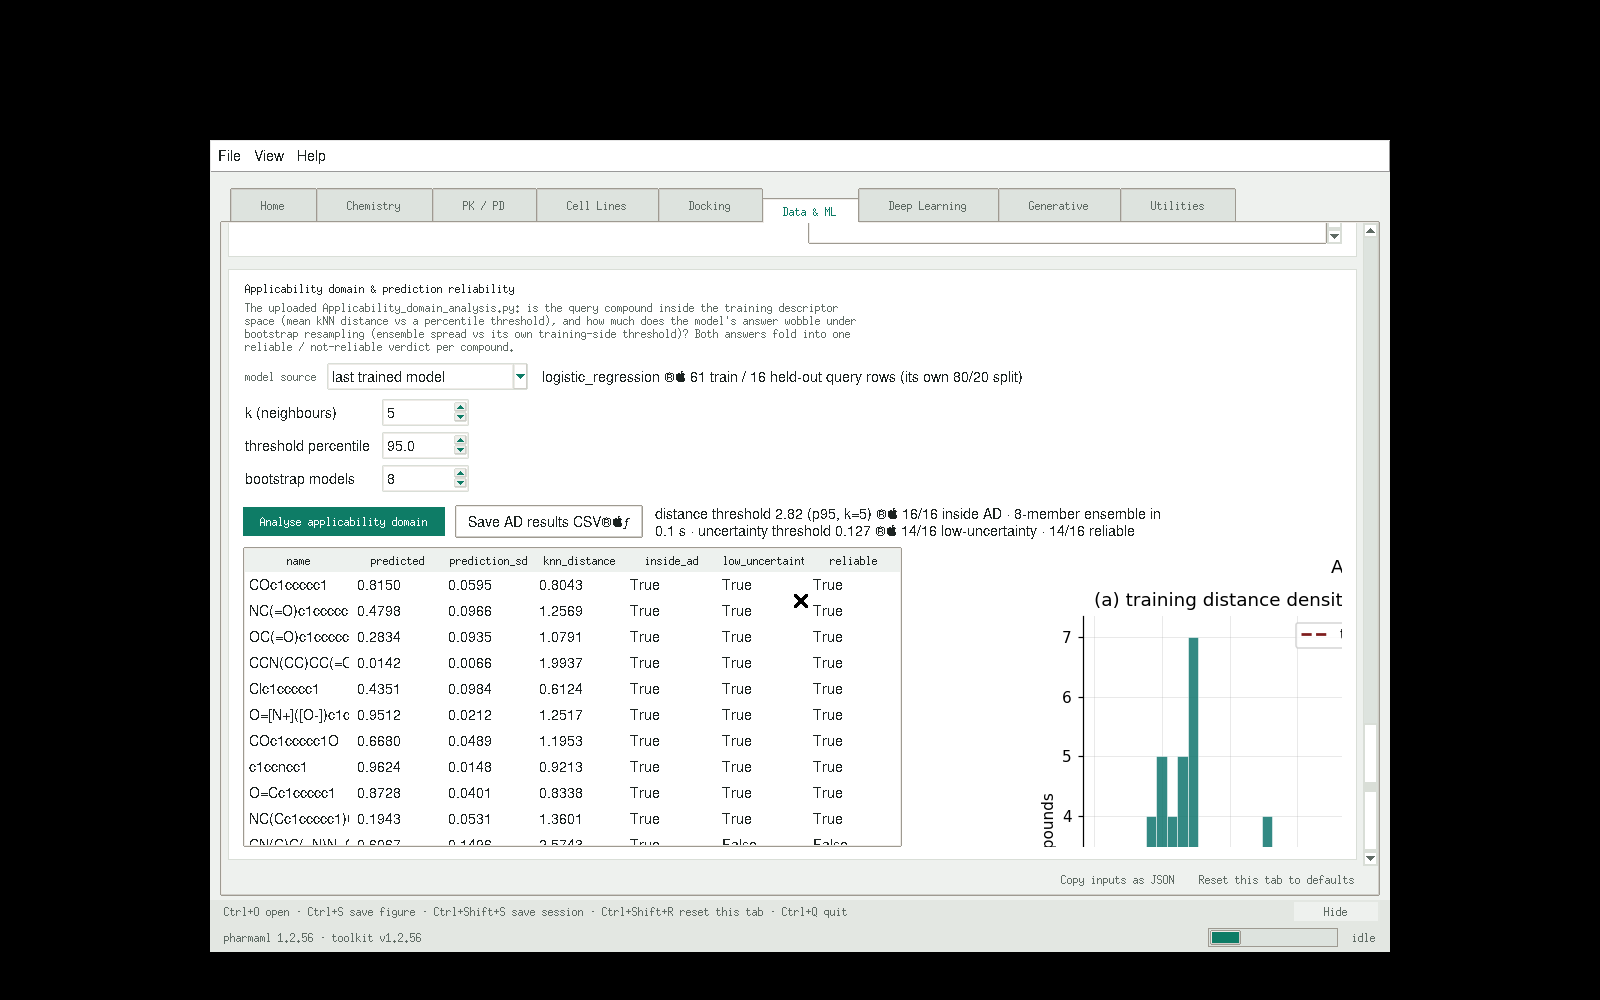 File View Help
Home Chemistry PK / PD Cell Lines Docking Data & ML Deep Learning Generative Utilities
Applicability domain & prediction reliability
The uploaded Applicability_domain_analysis.py: is the query compound inside the training descriptor
space (mean kNN distance vs a percentile threshold), and how much does the model's answer wobble under
bootstrap resampling (ensemble spread vs its own training-side threshold)? Both answers fold into one
reliable / not-reliable verdict per compound.
model source last trained model logistic_regression ® 61 train / 16 held-out query rows (its own 80/20 split)
k (neighbours) 5
threshold percentile 95.0
bootstrap models 8
Analyse applicability domain Save AD results CSV®ƒ
distance threshold 2.82 (p95, k=5) ® 16/16 inside AD · 8-member ensemble in
0.1 s · uncertainty threshold 0.127 ® 14/16 low-uncertainty · 14/16 reliable
name predicted prediction_sd knn_distance inside_ad low_uncertaint reliable
COc1ccccc1 0.8150 0.0595 0.8043 True True True
NC(=O)c1ccccc 0.4798 0.0966 1.2569 True True True
OC(=O)c1ccccc 0.2834 0.0935 1.0791 True True True
CCN(CC)CC(=C 0.0142 0.0066 1.9937 True True True
Clc1ccccc1 0.4351 0.0984 0.6124 True True True
O=[N+]([O-])c1c 0.9512 0.0212 1.2517 True True True
COc1ccccc1O 0.6680 0.0489 1.1953 True True True
c1ccncc1 0.9624 0.0148 0.9213 True True True
O=Cc1ccccc1 0.8728 0.0401 0.8338 True True True
NC(Cc1ccccc1) 0.1943 0.0531 1.3601 True True True
True False False
A
(a) training distance densit
7
6
5
4
pounds
Copy inputs as JSON Reset this tab to defaults
Ctrl+O open · Ctrl+S save figure · Ctrl+Shift+S save session · Ctrl+Shift+R reset this tab · Ctrl+Q quit Hide
pharmaml 1.2.56 · toolkit v1.2.56 idle